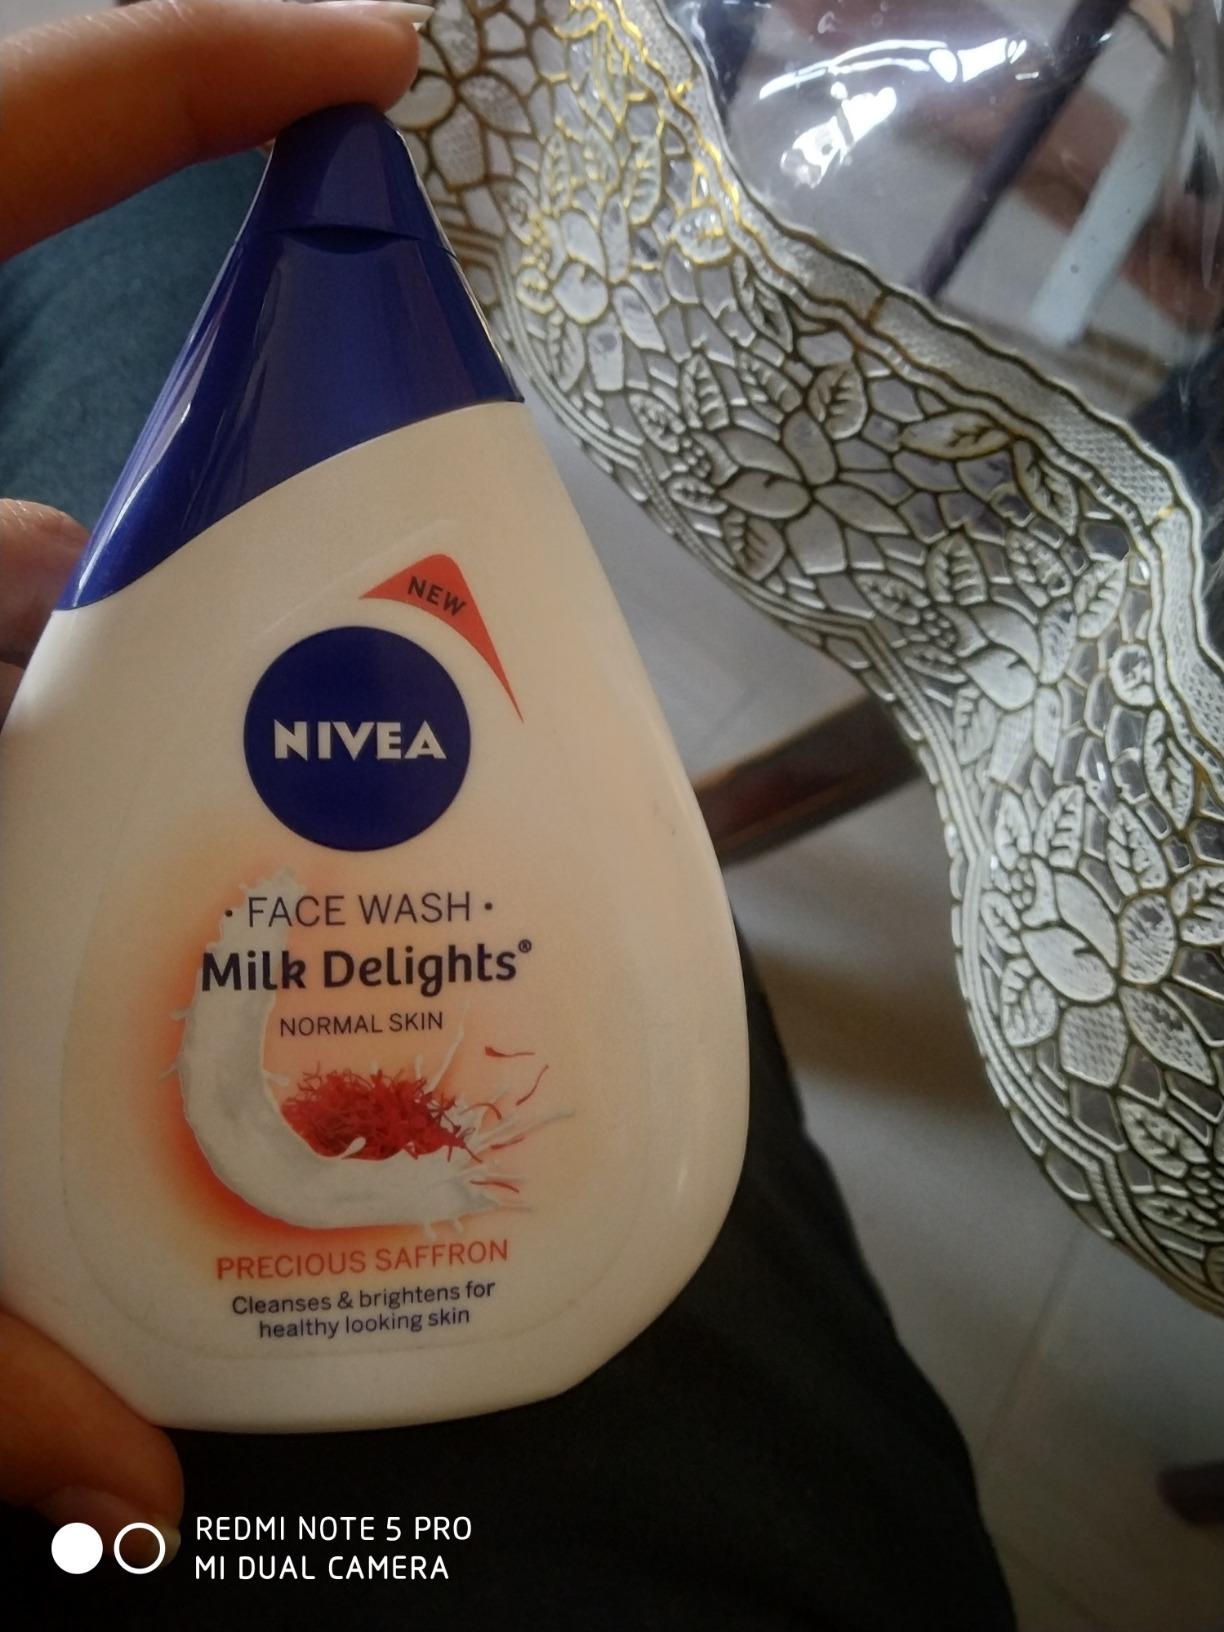 NEW
NIVEA
• FACE WASH •
Milk Delights®
NORMAL SKIN
PRECIOUS SAFFRON
Cleanses & brightens for
healthy looking skin
REDMI NOTE 5 PRO
MI DUAL CAMERA